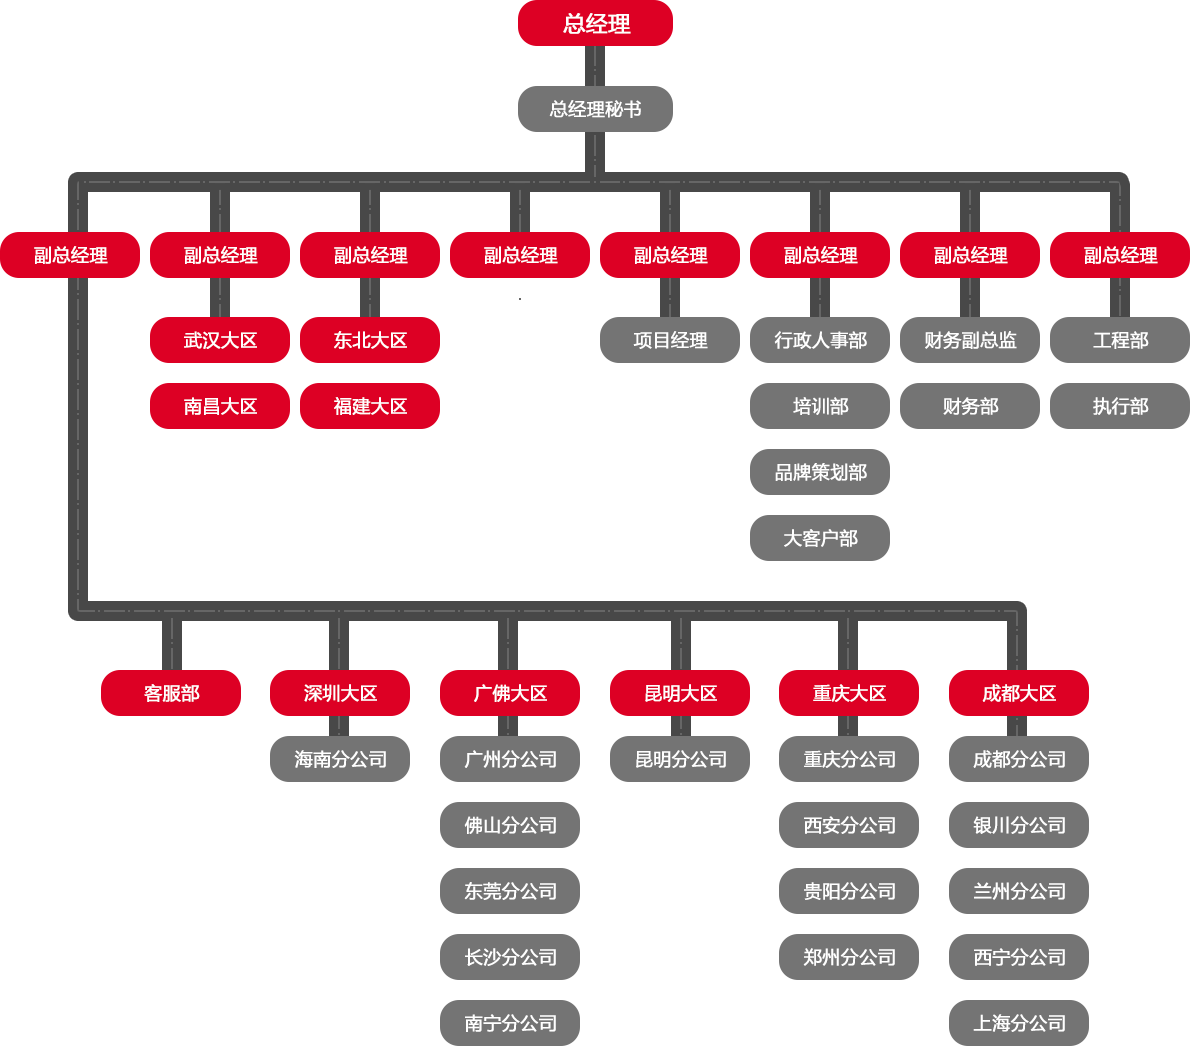 总经理
总经理秘书
副总经理
副总经理
副总经理
副总经理
副总经理
副总经理
副总经理
副总经理
武汉大区
东北大区
项目经理
行政人事部
财务副总监
工程部
南昌大区
福建大区
培训部
财务部
执行部
品牌策划部
大客户部
客服部
深圳大区
广佛大区
昆明大区
重庆大区
成都大区
海南分公司
广州分公司
昆明分公司
重庆分公司
成都分公司
佛山分公司
西安分公司
银川分公司
东莞分公司
贵阳分公司
兰州分公司
长沙分公司
郑州分公司
西宁分公司
南宁分公司
上海分公司